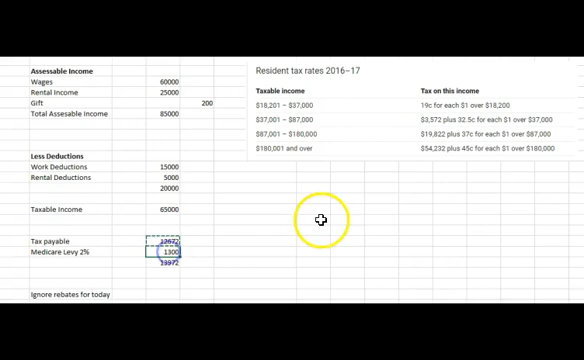 Assessable Income
Wages 60000
Rental Income 25000
Gift 200
Total Assesable Income 85000
Less Deductions
Work Deductions 15000
Rental Deductions 5000
20000
Taxable Income 65000
Tax payable 12672
Medicare Levy 2% 1300
13972
Ignore rebates for today
Resident tax rates 2016–17
Taxable income Tax on this income
$18,201 – $37,000 19c for each $1 over $18,200
$37,001 – $87,000 $3,572 plus 32.5c for each $1 over $37,000
$87,001 – $180,000 $19,822 plus 37c for each $1 over $87,000
$180,001 and over $54,232 plus 45c for each $1 over $180,000